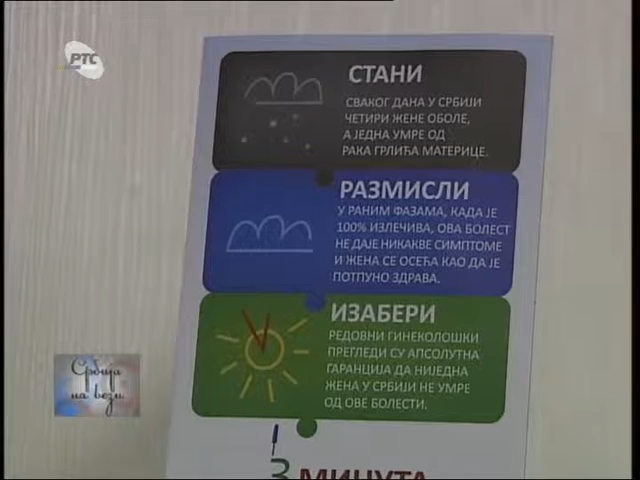 РТС
СТАНИ
СВАКОГ ДАНА У СРБИЈИ
ЧЕТИРИ ЖЕНЕ ОБОЛЕ,
А ЈЕДНА УМРЕ ОД
РАКА ГРЛИЋА МАТЕРИЦЕ.
РАЗМИСЛИ
У РАНИМ ФАЗАМА, КАДА ЈЕ
100% ИЗЛЕЧИВА, ОВА БОЛЕСТ
НЕ ДАЈЕ НИКАКВЕ СИМПТОМЕ
И ЖЕНА СЕ ОСЕЋА КАО ДА ЈЕ
ПОТПУНО ЗДРАВА.
ИЗАБЕРИ
РЕДОВНИ ГИНЕКОЛОШКИ
ПРЕГЛЕДИ СУ АПСОЛУТНА
ГАРАНЦИЈА ДА НИЈЕДНА
ЖЕНА У СРБИЈИ НЕ УМРЕ
ОД ОВЕ БОЛЕСТИ.
Србија
на вези
3 МИНУТА